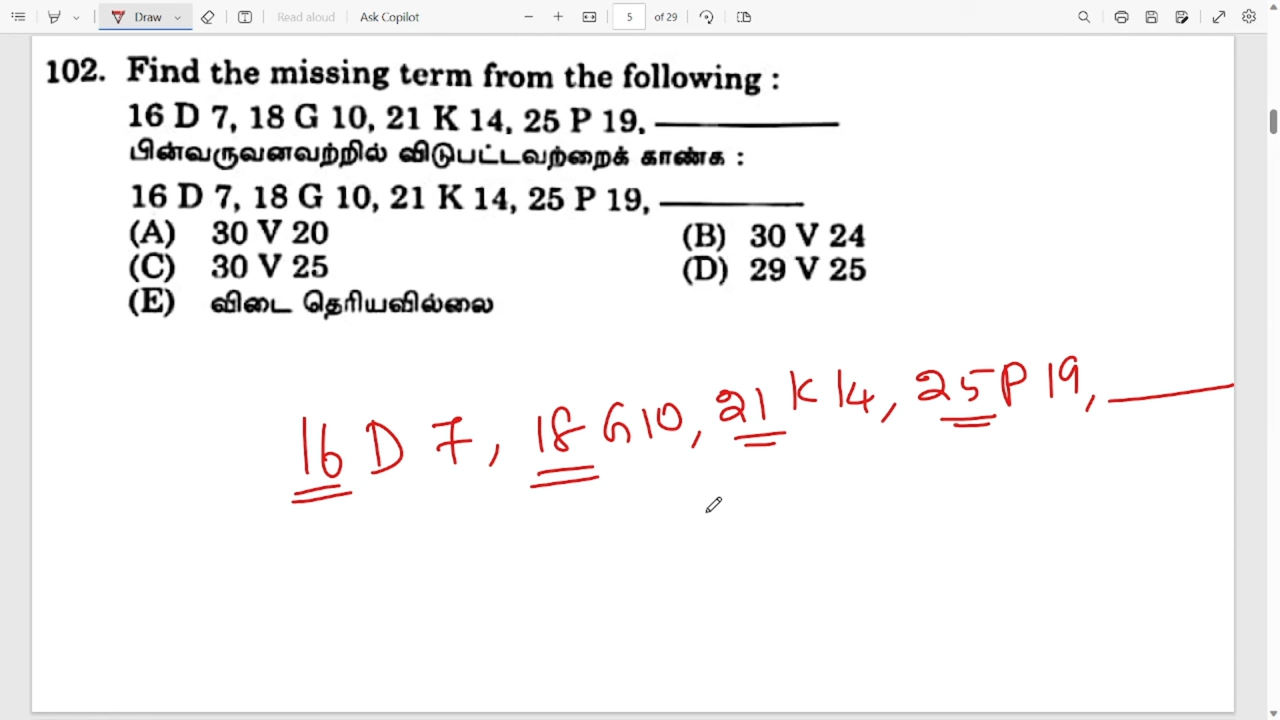 Draw
Read aloud
Ask Copilot
5
of 29
102. Find the missing term from the following :
16 D 7, 18 G 10, 21 K 14, 25 P 19,
பின்வருவனவற்றில் விடுபட்டவற்றைக் காண்க :
16 D 7, 18 G 10, 21 K 14, 25 P 19,
(A) 30 V 20 (B) 30 V 24
(C) 30 V 25 (D) 29 V 25
(E) விடை தெரியவில்லை
16 D 7, 18 G 10, 21 K 14, 25 P 19,